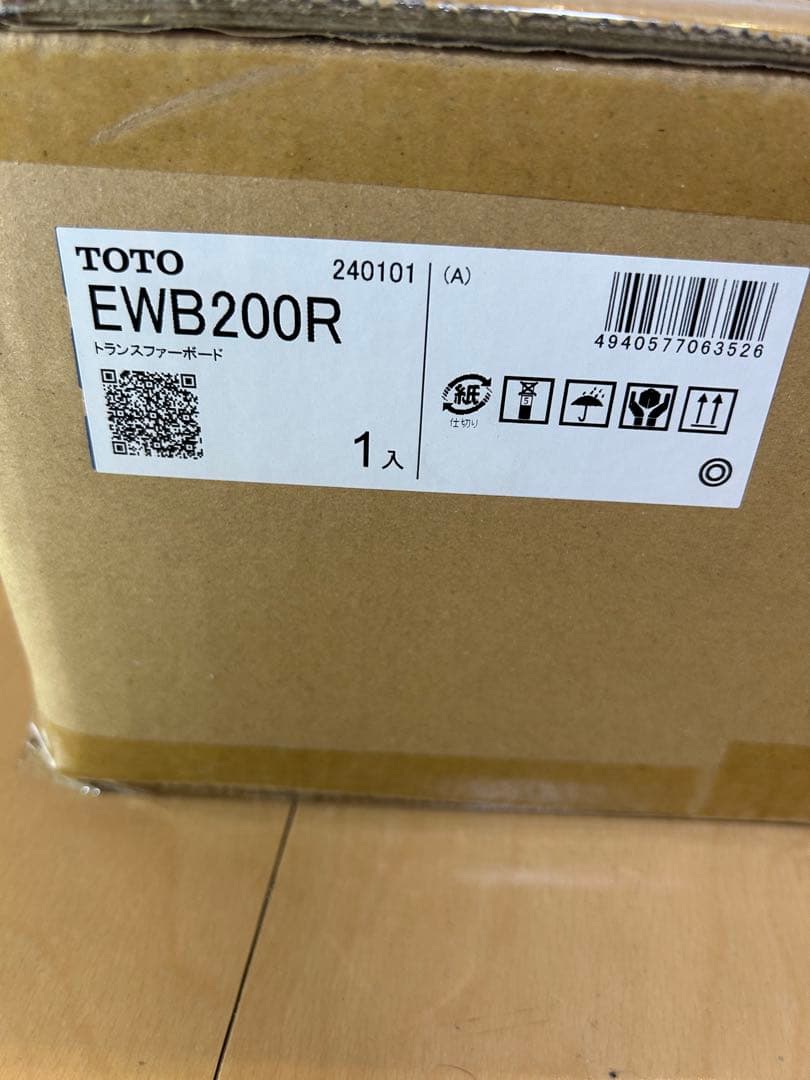 TOTO
240101
EWB200R
トランスファーボード
1入
(A)
4940577063526
紙
仕切り
5